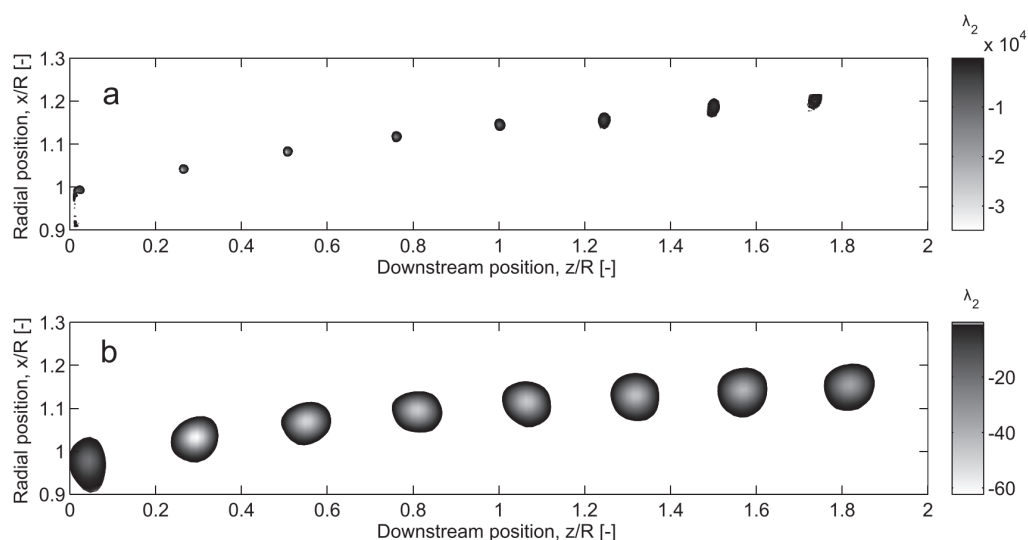 λ2
x 10^4
1.3
1.2
1.1
1
0.9
Radial position, x/R [-]
a
-1
-2
-3
0 0.2 0.4 0.6 0.8 1 1.2 1.4 1.6 1.8 2
Downstream position, z/R [-]
λ2
1.3
1.2
1.1
1
0.9
Radial position, x/R [-]
b
-20
-40
-60
0 0.2 0.4 0.6 0.8 1 1.2 1.4 1.6 1.8 2
Downstream position, z/R [-]